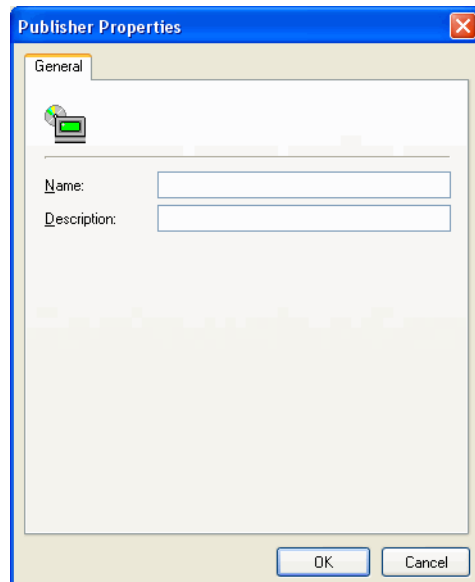 Publisher Properties
General
Name:
Description:
OK
Cancel